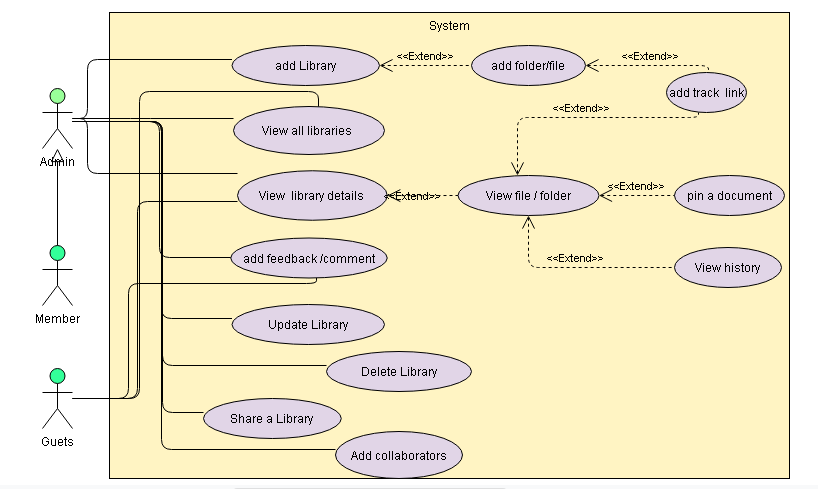 System
add Library
<<Extend>>
add folder/file
<<Extend>>
add track link
<<Extend>>
View all libraries
Admin
View library details
<<Extend>>
View file / folder
<<Extend>>
pin a document
add feedback /comment
<<Extend>>
View history
Member
Update Library
Delete Library
Share a Library
Guets
Add collaborators